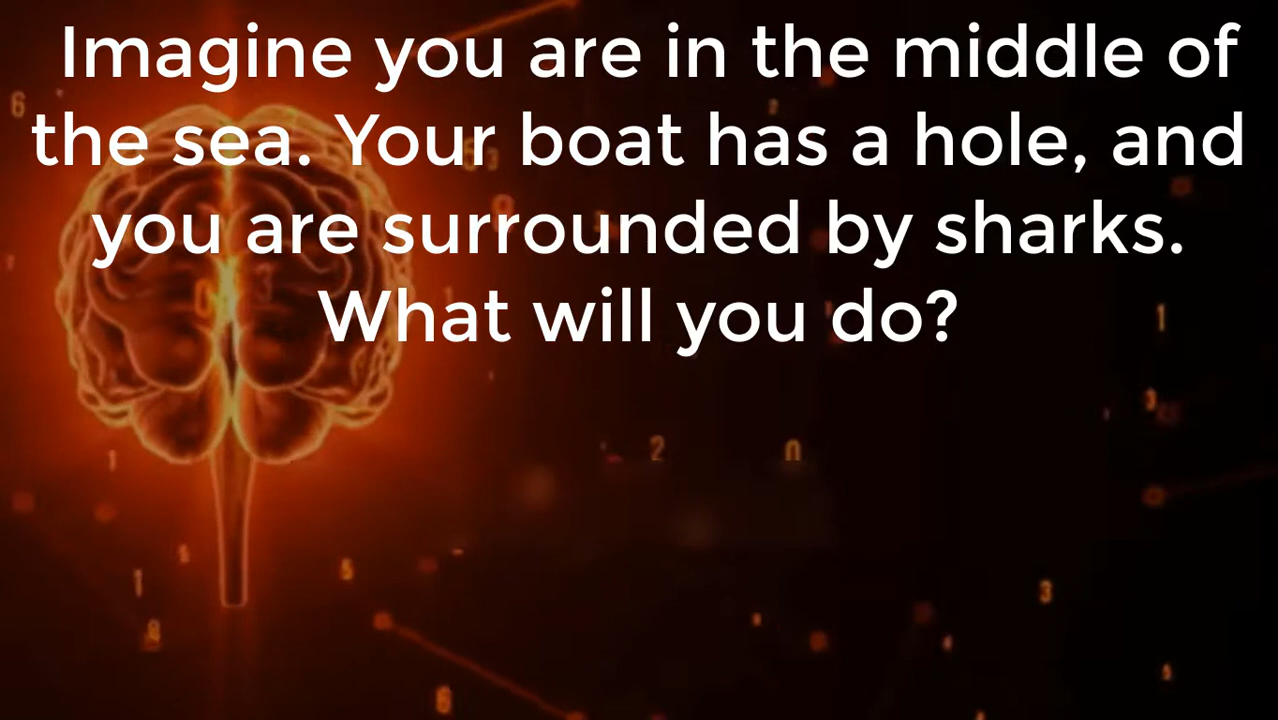 Imagine you are in the middle of
the sea. Your boat has a hole, and
you are surrounded by sharks.
What will you do?